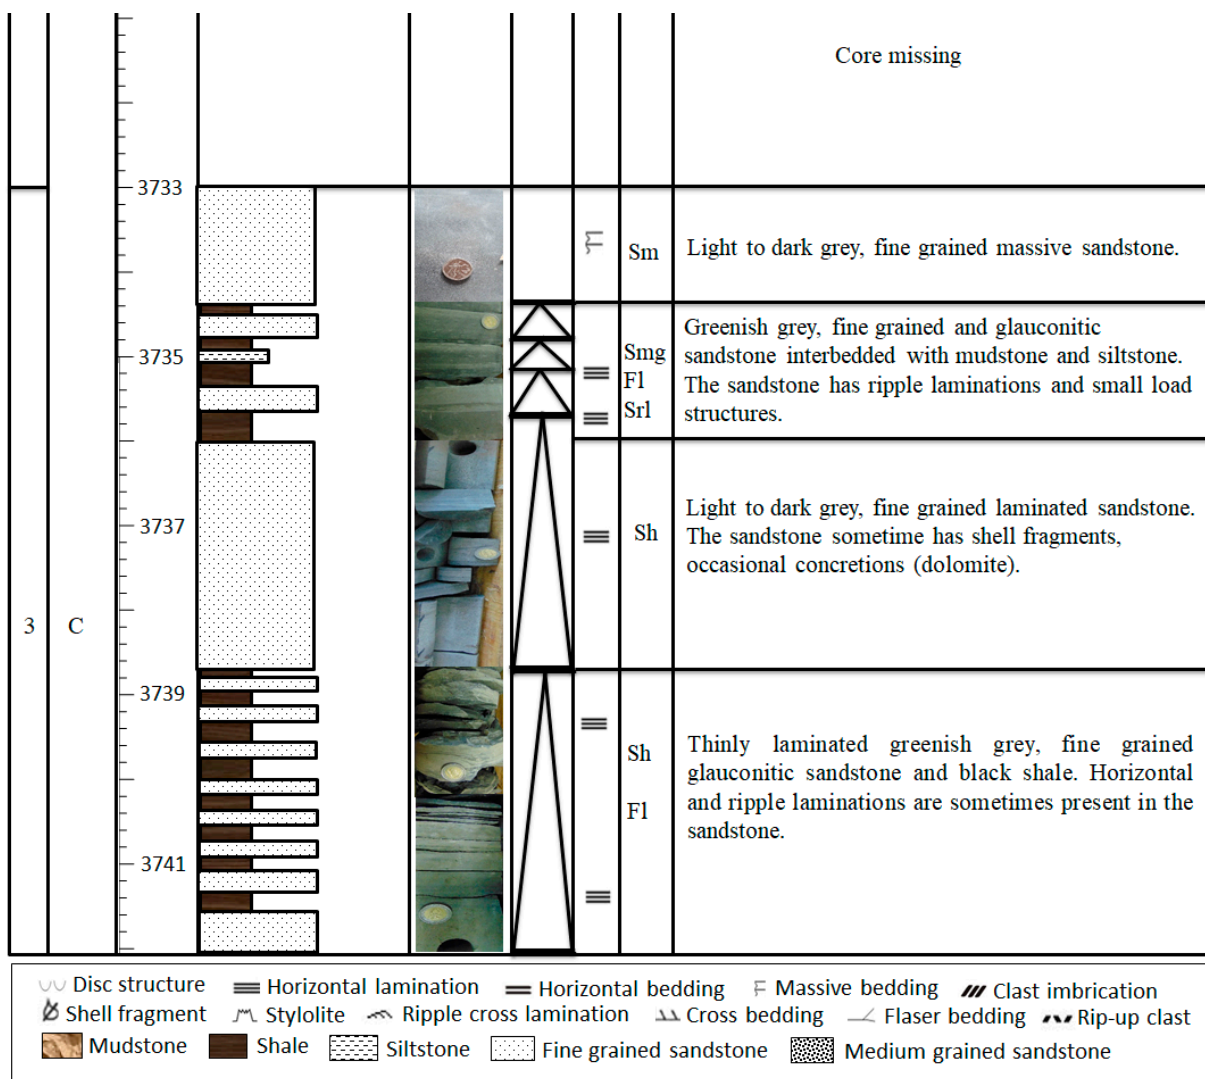 Core missing
3733
Sm
Light to dark grey, fine grained massive sandstone.
3735
Smg
Fl
Srl
Greenish grey, fine grained and glauconitic
sandstone interbedded with mudstone and siltstone.
The sandstone has ripple laminations and small load
structures.
3737
Sh
Light to dark grey, fine grained laminated sandstone.
The sandstone sometime has shell fragments,
occasional concretions (dolomite).
3 C
3739
Sh
Fl
Thinly laminated greenish grey, fine grained
glauconitic sandstone and black shale. Horizontal
and ripple laminations are sometimes present in the
sandstone.
3741
Disc structure Horizontal lamination Horizontal bedding Massive bedding Clast imbrication
Shell fragment Stylolite Ripple cross lamination Cross bedding Flaser bedding Rip-up clast
Mudstone Shale Siltstone Fine grained sandstone Medium grained sandstone